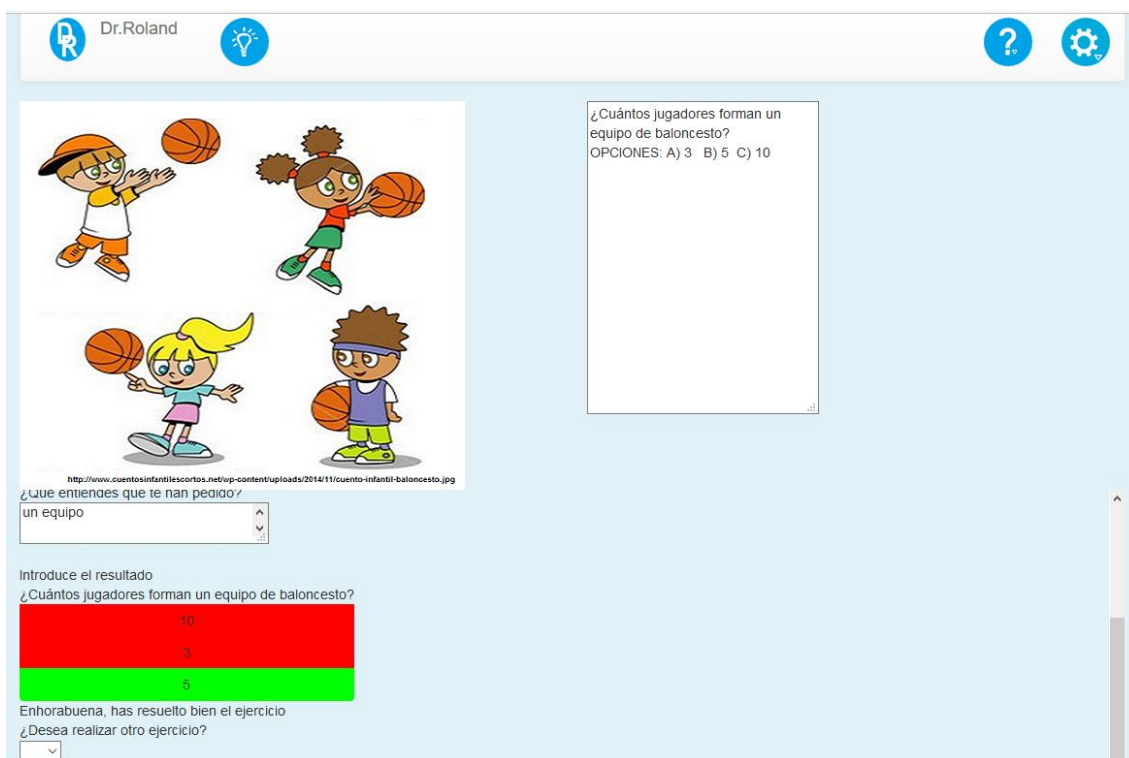 Dr.Roland
¿Cuántos jugadores forman un
equipo de baloncesto?
OPCIONES: A) 3 B) 5 C) 10
http://www.cuentosinfantilescortos.net/wp-content/uploads/2014/11/cuento-infantil-baloncesto.jpg
¿Que entiendes que te han pedido?
un equipo
Introduce el resultado
¿Cuántos jugadores forman un equipo de baloncesto?
10
3
5
Enhorabuena, has resuelto bien el ejercicio
¿Desea realizar otro ejercicio?